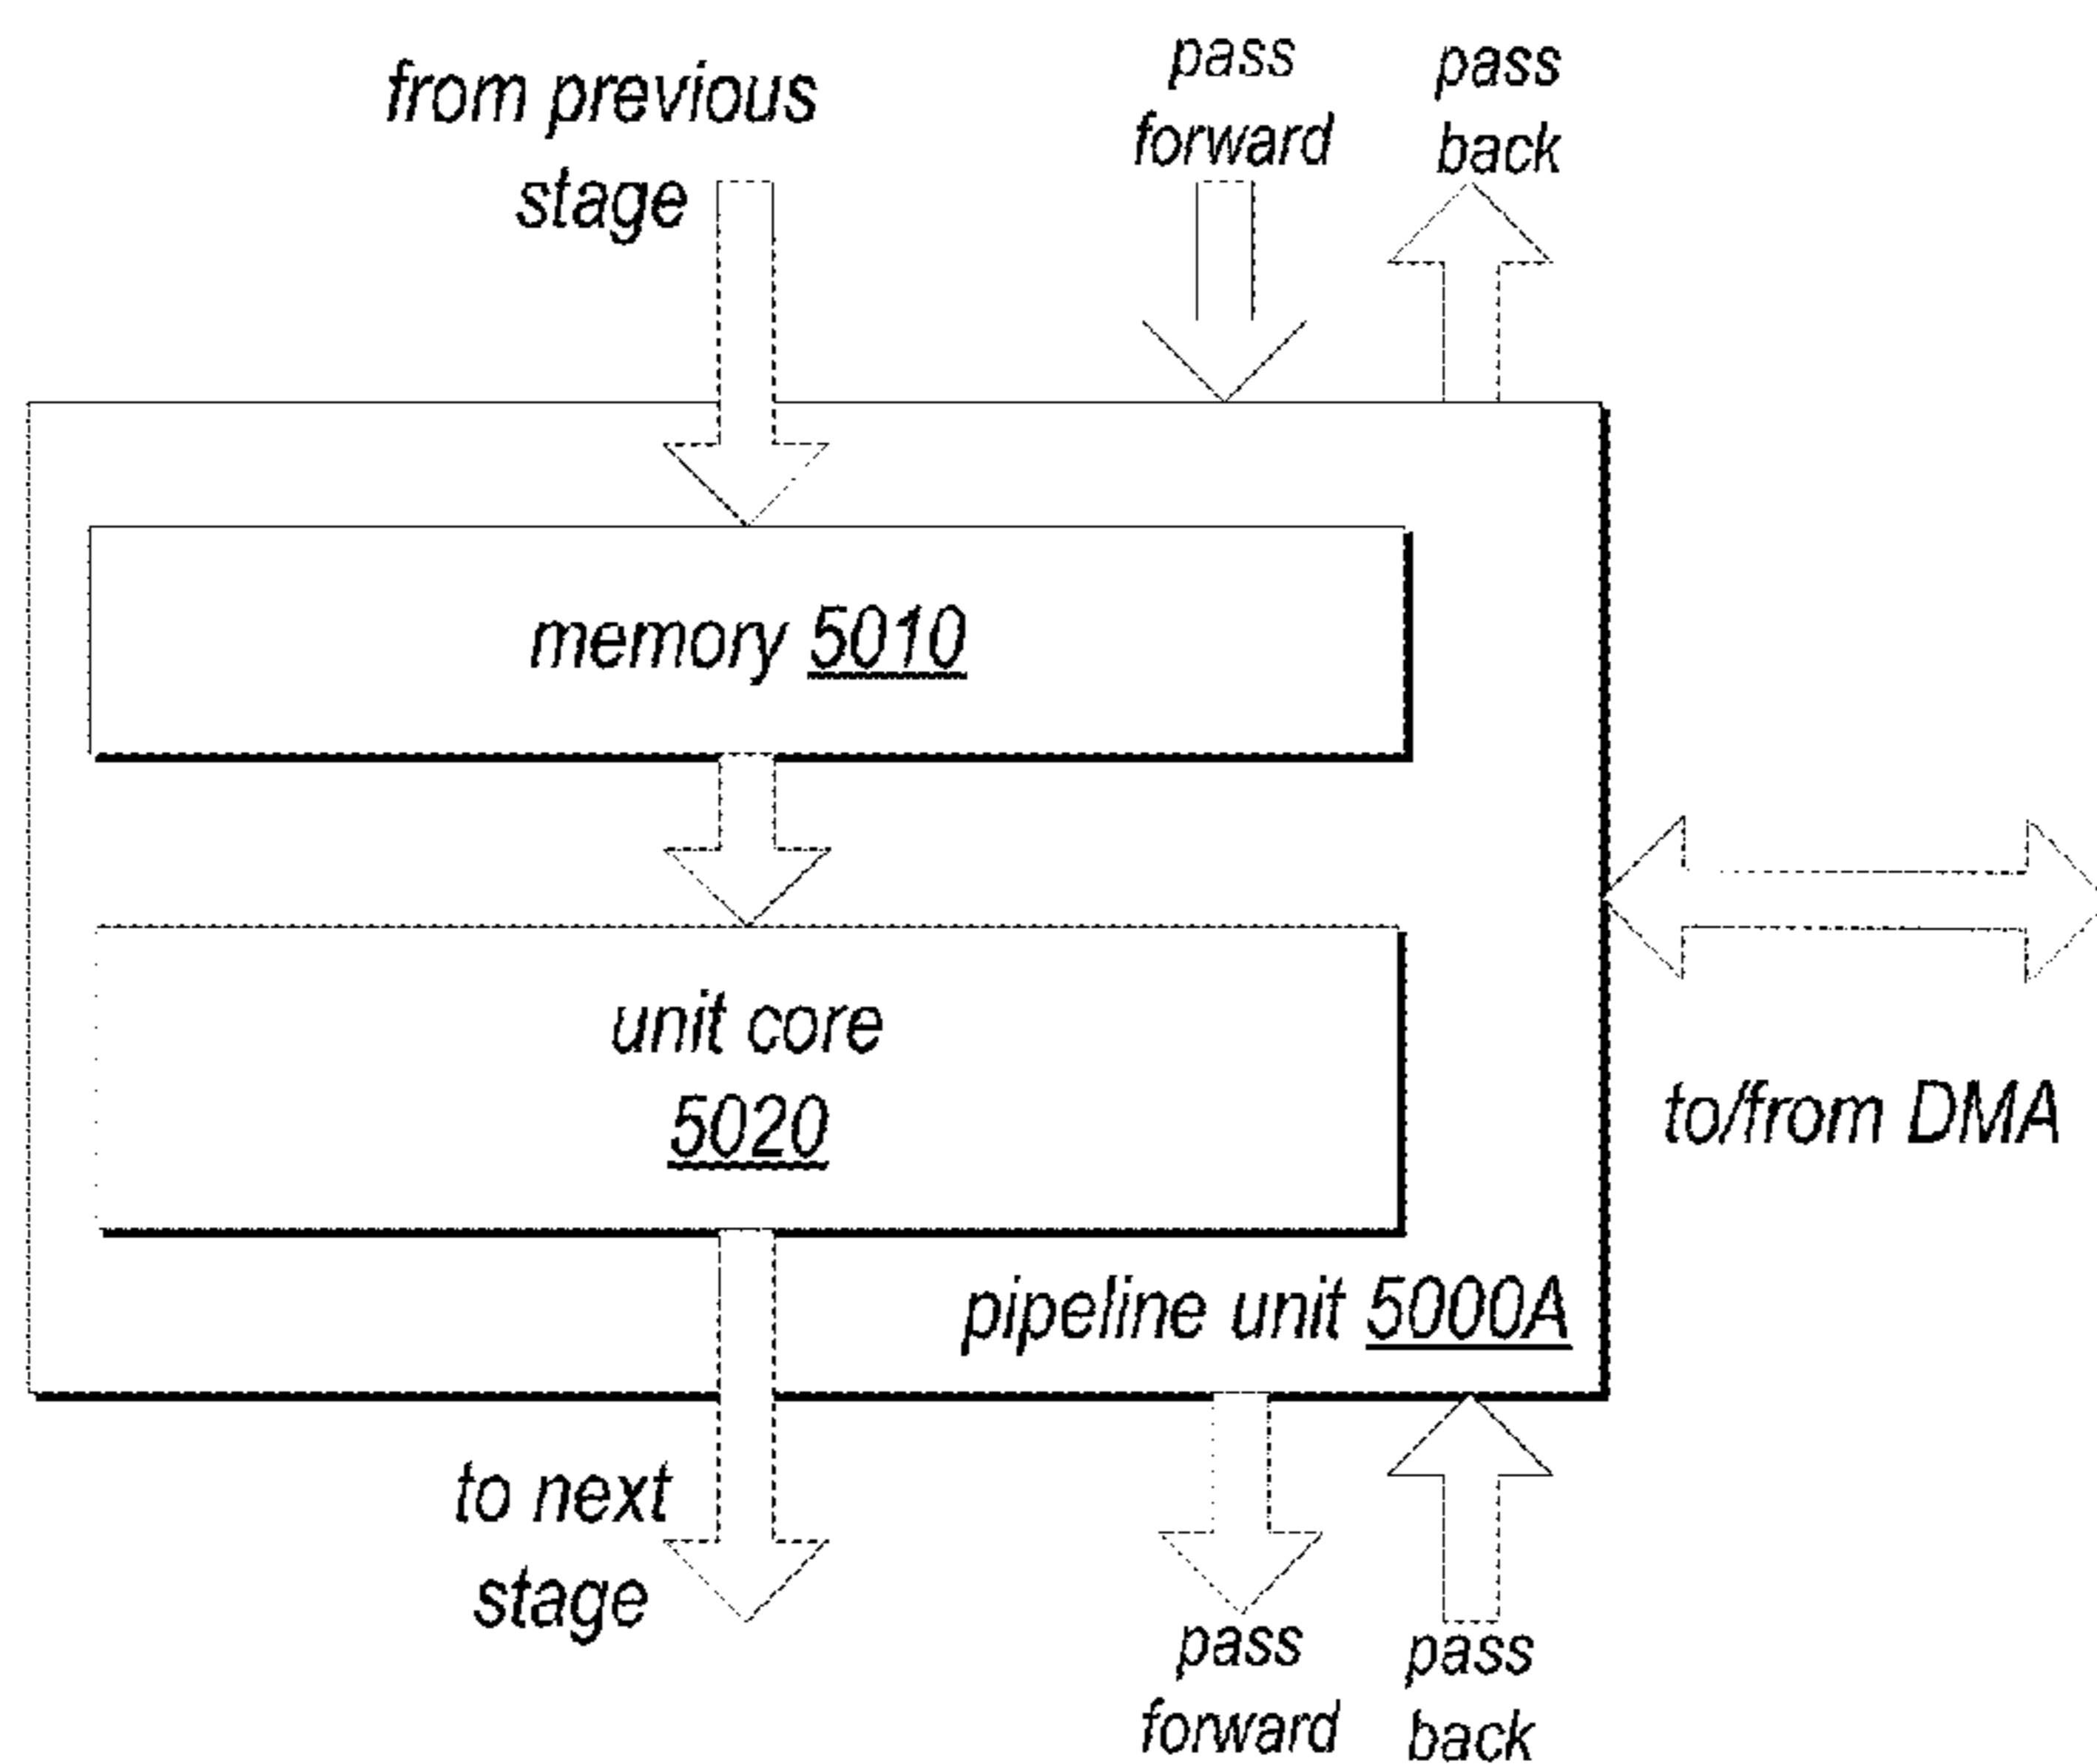 from previous
stage
pass
forward
pass
back
memory 5010
unit core
5020
to/from DMA
pipeline unit 5000A
to next
stage
pass
forward
pass
back